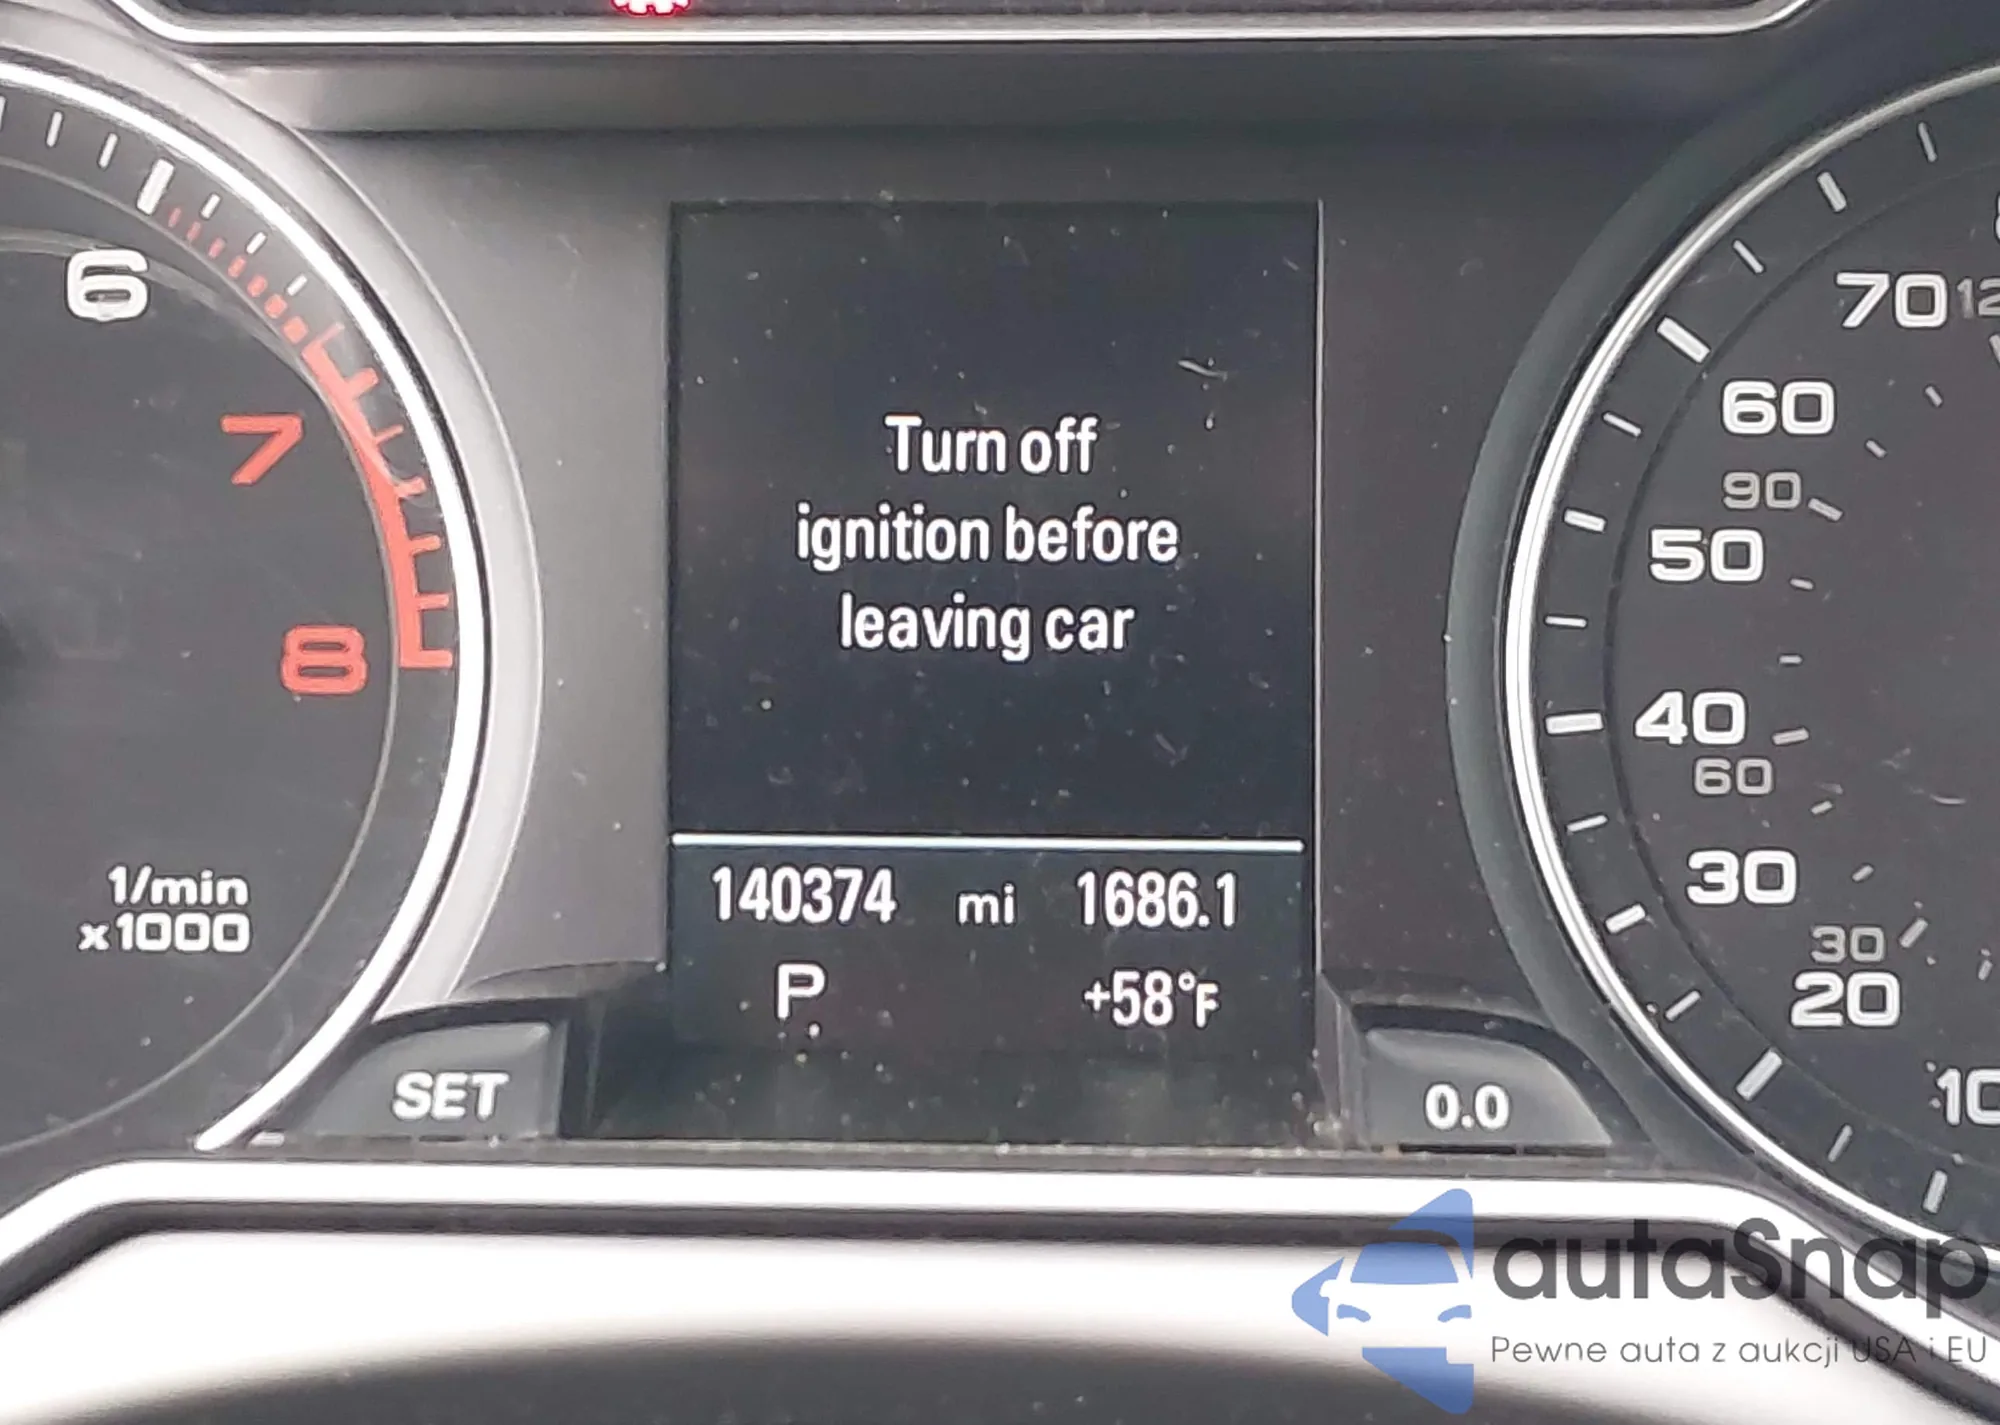 6
7
8
1/min
x1000
SET
Turn off
ignition before
leaving car
140374 mi 1686.1
P +58°F
0.0
70
60
90
50
40
60
30
30
20
10
autaSnap
Pewne auta z aukcji USA i EU